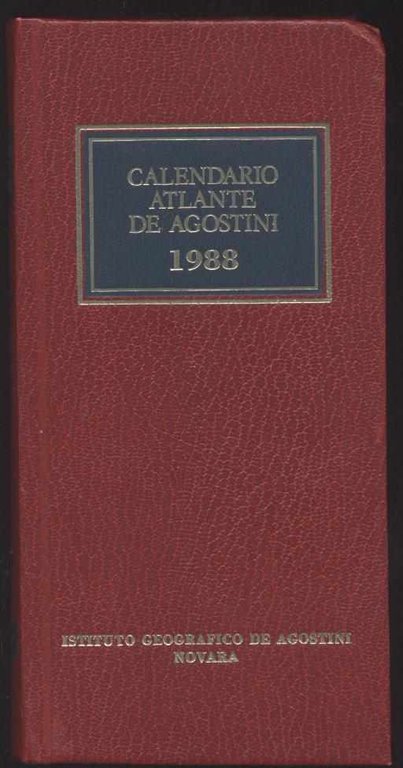 CALENDARIO
ATLANTE
DE AGOSTINI
1988
ISTITUTO GEOGRAFICO DE AGOSTINI
NOVARA